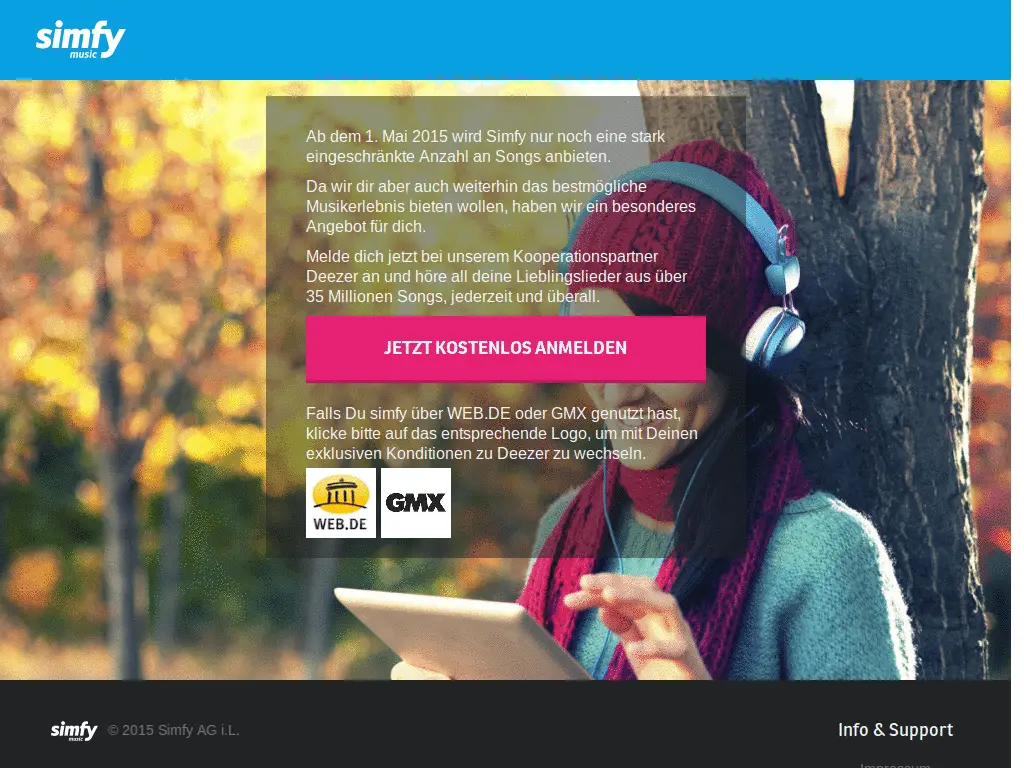 simfy
music
Ab dem 1. Mai 2015 wird Simfy nur noch eine stark
eingeschränkte Anzahl an Songs anbieten.
Da wir dir aber auch weiterhin das bestmögliche
Musikerlebnis bieten wollen, haben wir ein besonderes
Angebot für dich.
Melde dich jetzt bei unserem Kooperationspartner
Deezer an und höre all deine Lieblingslieder aus über
35 Millionen Songs, jederzeit und überall.
JETZT KOSTENLOS ANMELDEN
Falls Du simfy über WEB.DE oder GMX genutzt hast,
klicke bitte auf das entsprechende Logo, um mit Deinen
exklusiven Konditionen zu Deezer zu wechseln.
WEB.DE GMX
simfy © 2015 Simfy AG i.L. Info & Support
music
Impressum